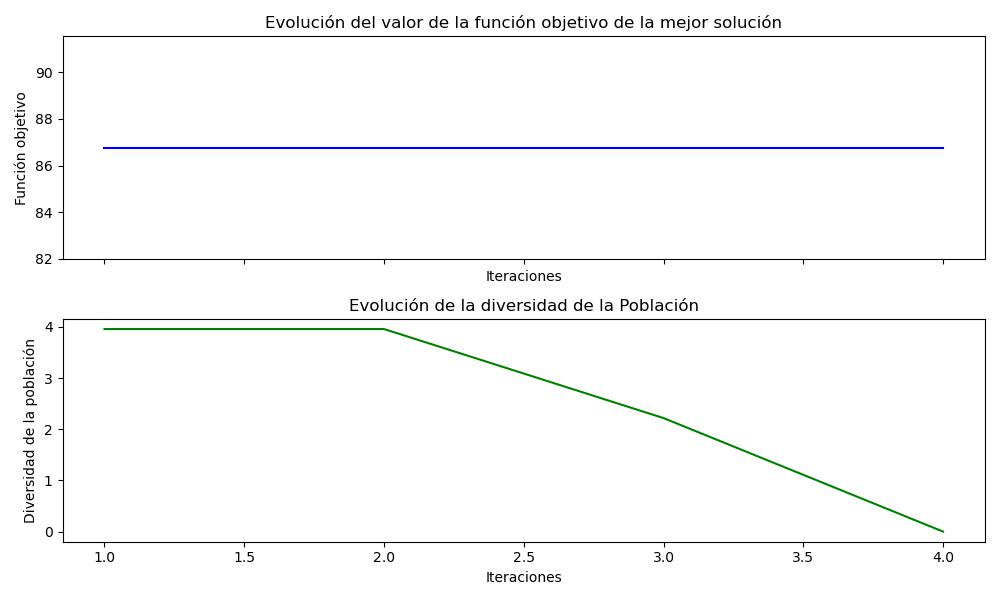 Evolución del valor de la función objetivo de la mejor solución
Función objetivo
90
88
86
84
82
Iteraciones
Evolución de la diversidad de la Población
Diversidad de la población
4
3
2
1
0
1.0 1.5 2.0 2.5 3.0 3.5 4.0
Iteraciones